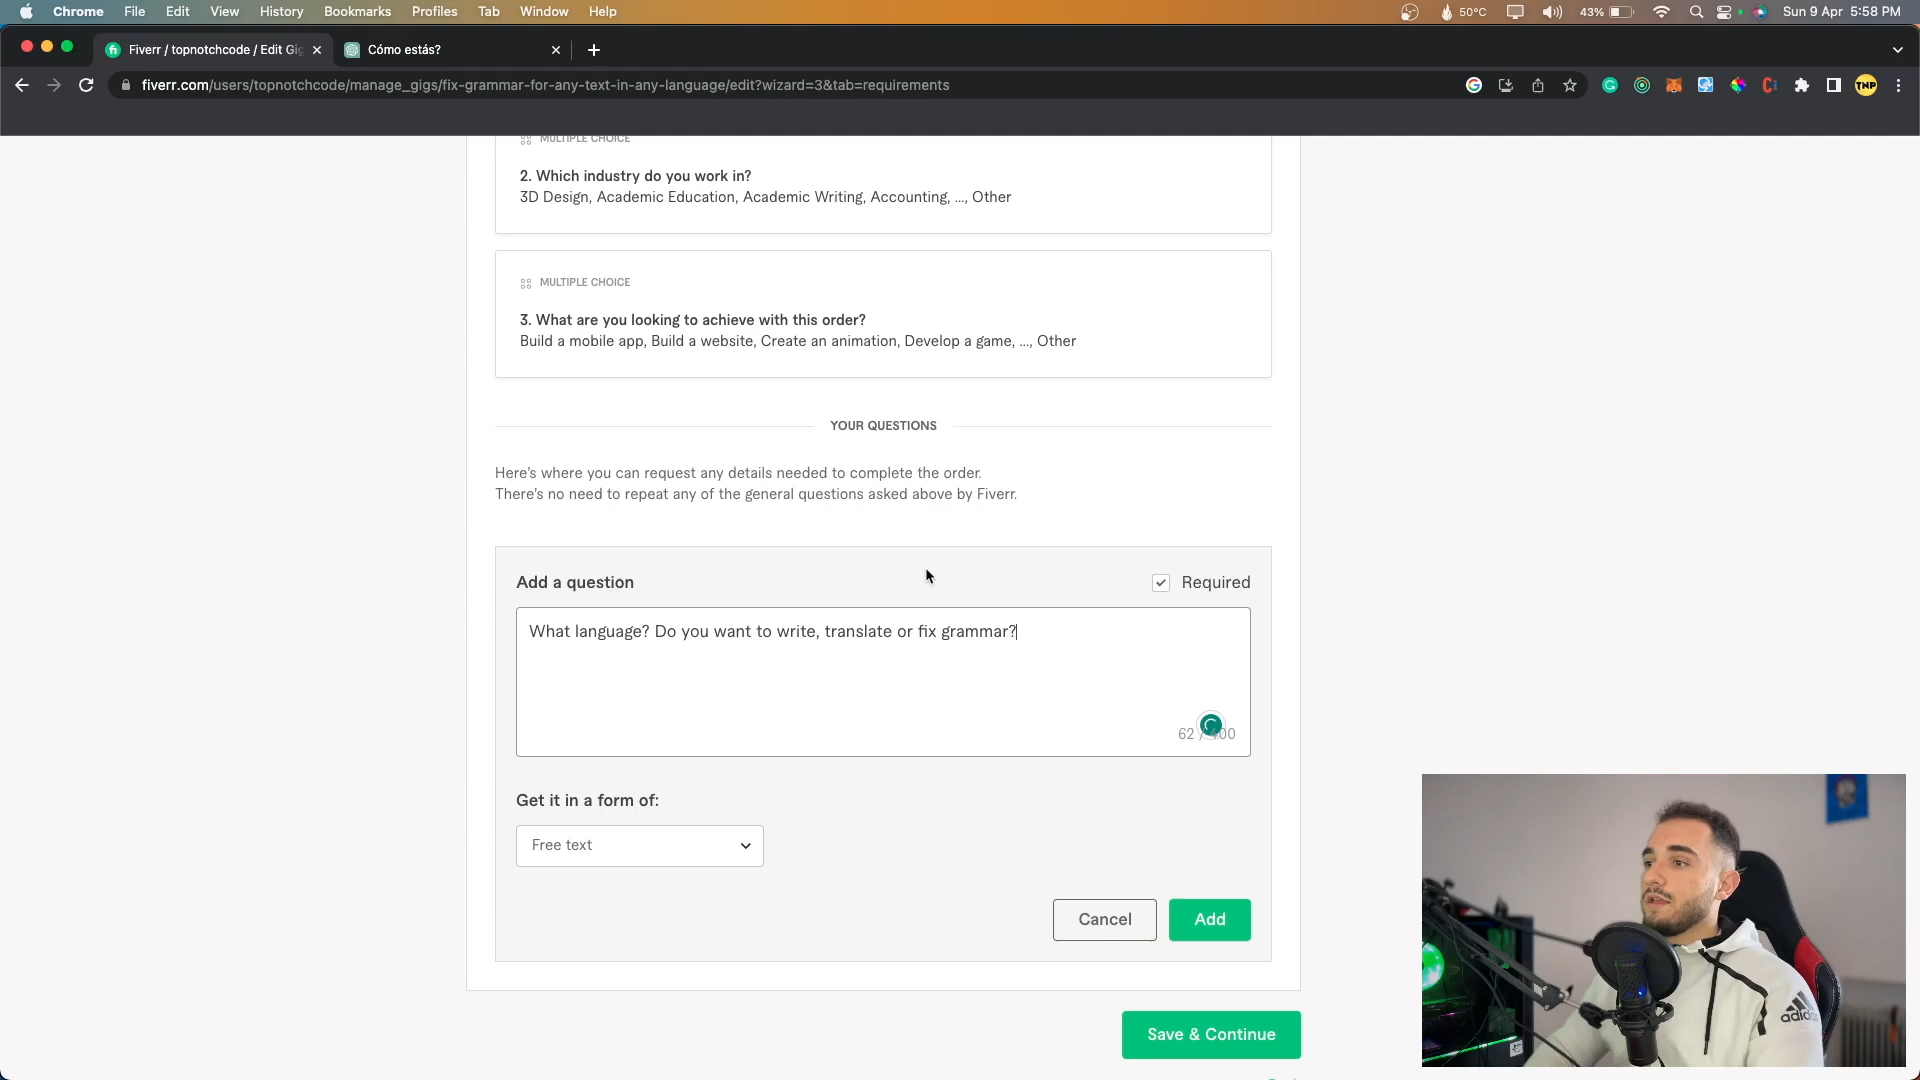 Chrome File Edit View History Bookmarks Profiles Tab Window Help
50°C 43% Sun 9 Apr 5:58 PM
Fiverr / topnotchcode / Edit Gig
Cómo estás?
fiverr.com/users/topnotchcode/manage_gigs/fix-grammar-for-any-text-in-any-language/edit?wizard=3&tab=requirements
TNP
MULTIPLE CHOICE
2. Which industry do you work in?
3D Design, Academic Education, Academic Writing, Accounting, ..., Other
MULTIPLE CHOICE
3. What are you looking to achieve with this order?
Build a mobile app, Build a website, Create an animation, Develop a game, ..., Other
YOUR QUESTIONS
Here's where you can request any details needed to complete the order.
There's no need to repeat any of the general questions asked above by Fiverr.
Add a question
Required
What language? Do you want to write, translate or fix grammar?
62 / 400
Get it in a form of:
Free text
Cancel
Add
Save & Continue
adidas